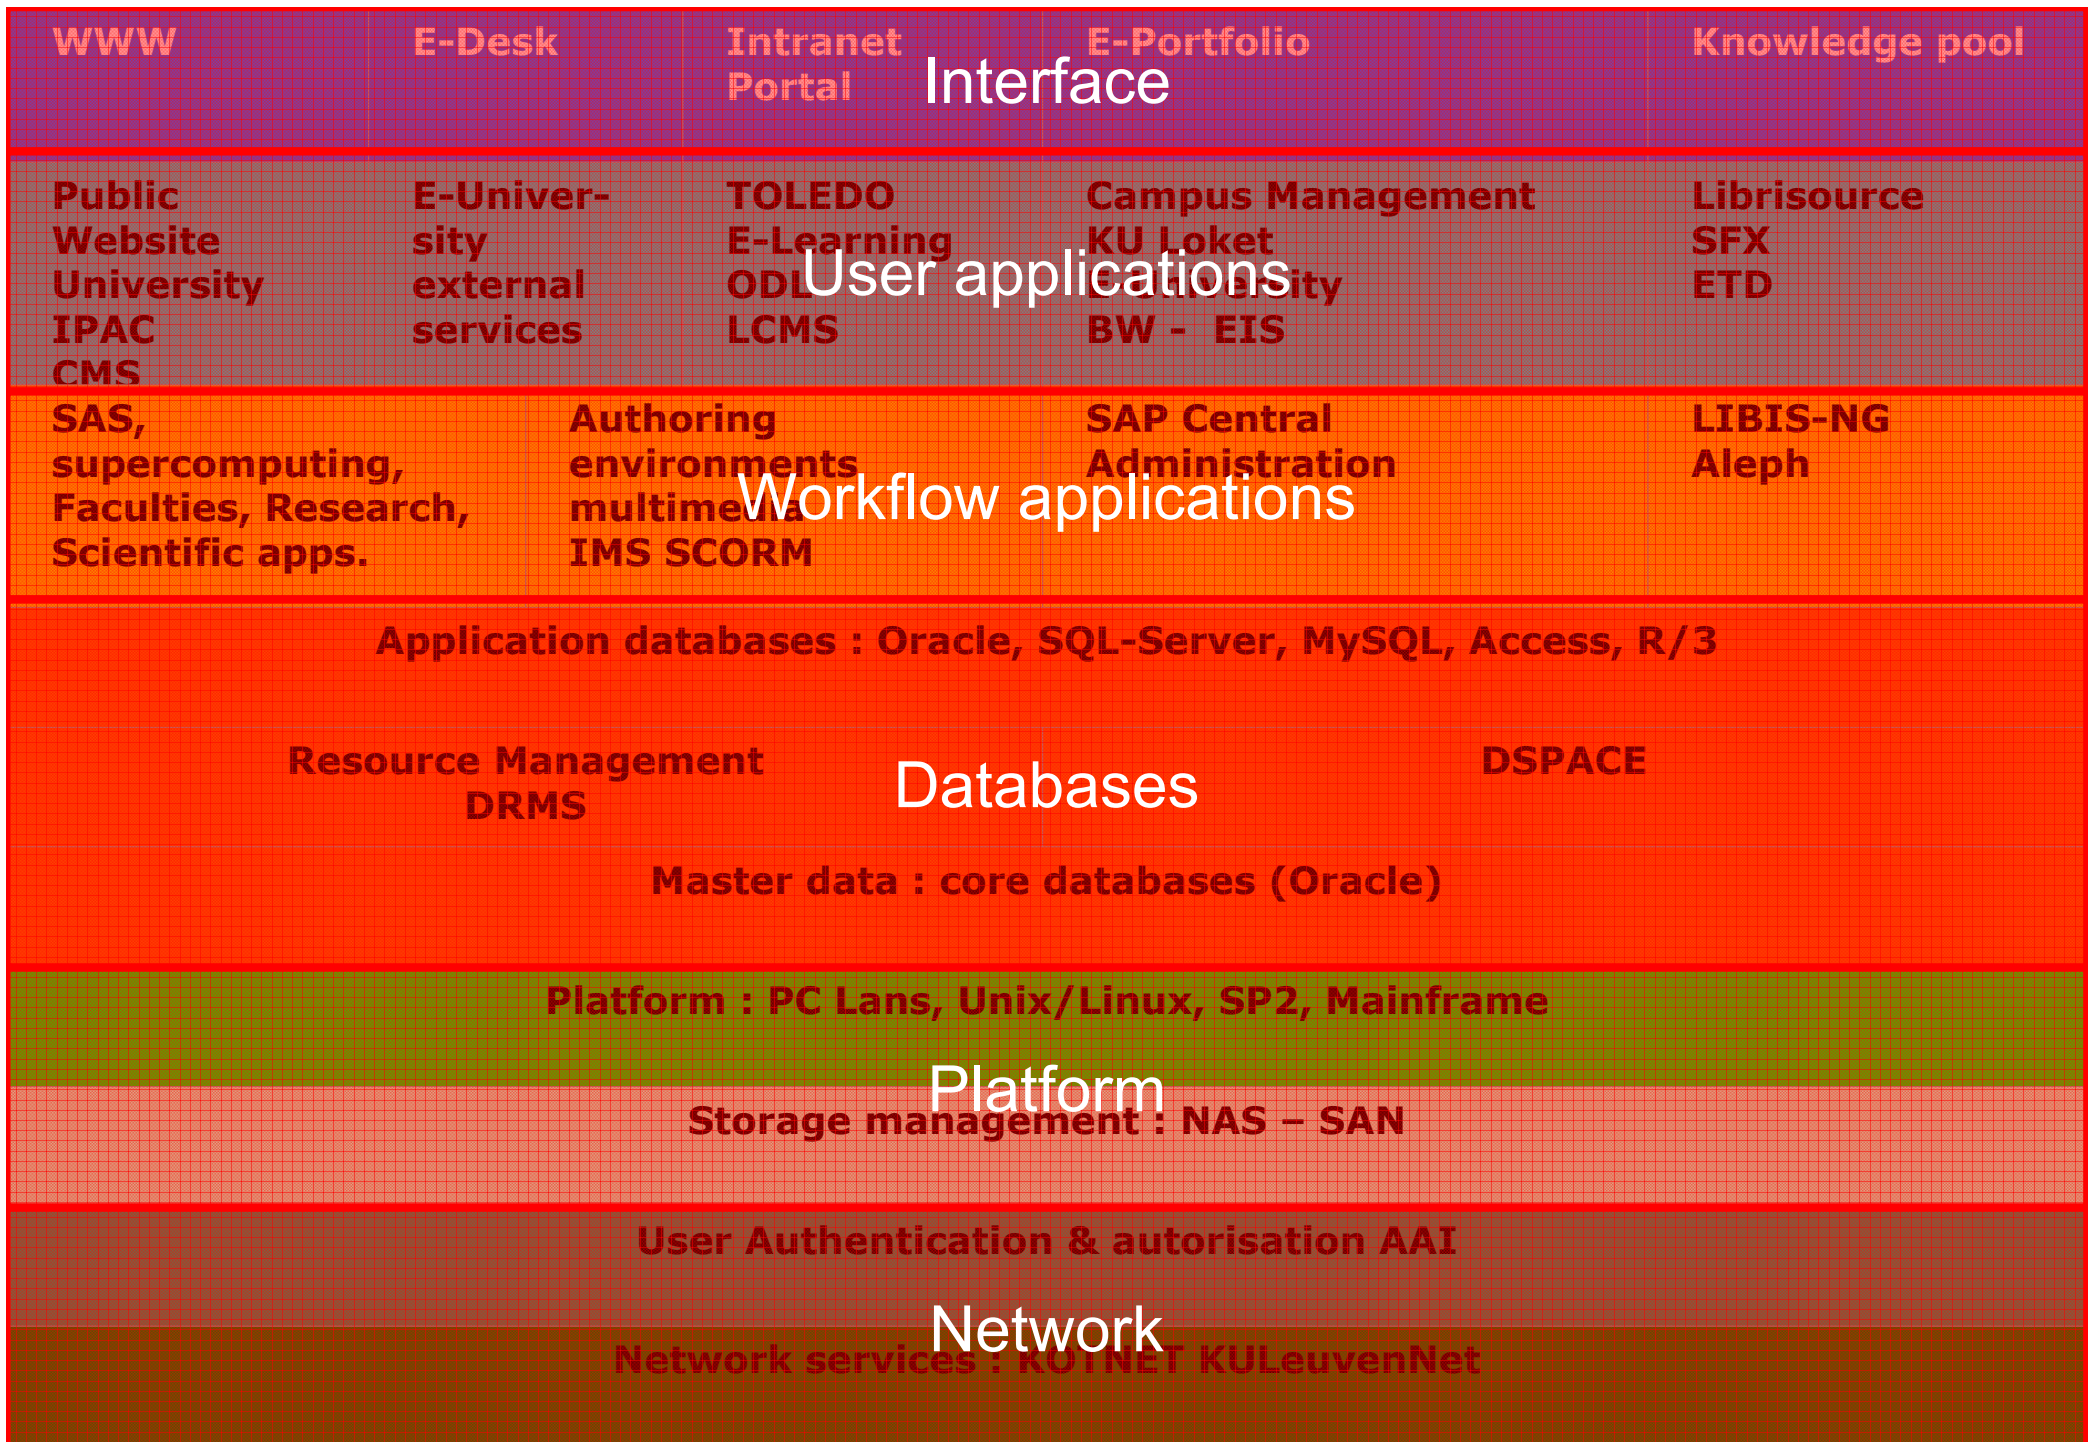 WWW
E-Desk
Intranet
Portal
E-Portfolio
Knowledge pool
Interface
Public
Website
University
IPAC
CMS
E-Univer-
sity
external
services
TOLEDO
E-Learning
ODL
LCMS
Campus Management
KU Loket
E-University
BW - EIS
Librisource
SFX
ETD
User applications
SAS,
supercomputing,
Faculties, Research,
Scientific apps.
Authoring
environments
multimedia
IMS SCORM
SAP Central
Administration
LIBIS-NG
Aleph
Workflow applications
Application databases : Oracle, SQL-Server, MySQL, Access, R/3
Resource Management
DRMS
DSPACE
Databases
Master data : core databases (Oracle)
Platform : PC Lans, Unix/Linux, SP2, Mainframe
Platform
Storage management : NAS – SAN
User Authentication & autorisation AAI
Network
Network services : KOTNET KULeuvenNet